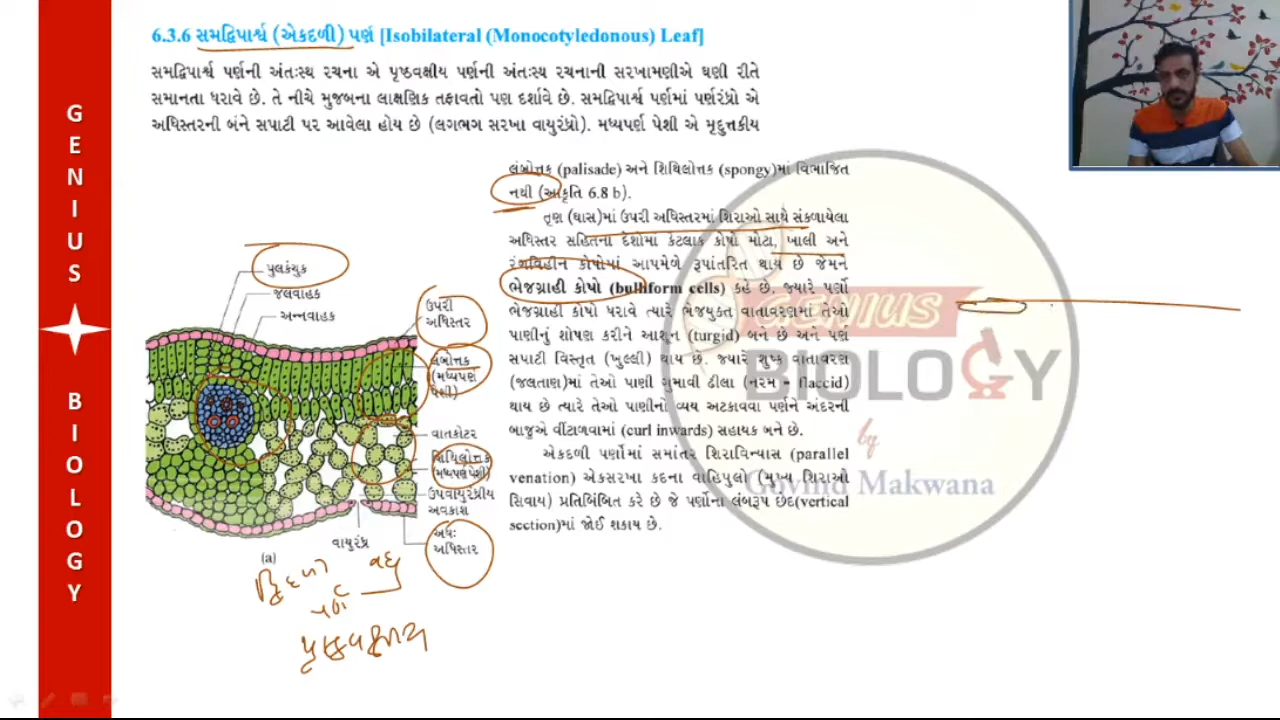 6.3.6 સમદ્વિપાર્શ્વ (એકદળી) પર્ણ [Isobilateral (Monocotyledonous) Leaf]
સમદ્વિપાર્શ્વ પર્ણની અંતઃસ્થ રચના એ પૃષ્ઠવક્ષીય પર્ણની અંતઃસ્થ રચનાની સરખામણીએ ઘણી રીતે
સમાનતા ધરાવે છે. તે નીચે મુજબના લાક્ષણિક તફાવતો પણ દર્શાવે છે. સમદ્વિપાર્શ્વ પર્ણમાં પર્ણરંધ્રો એ
અધિસ્તરની બંને સપાટી પર આવેલા હોય છે (લગભગ સરખા વાયુરંધ્રો). મધ્યપર્ણ પેશી એ મૃદુત્તકીય
લંબોત્તક (palisade) અને શિથિલોત્તક (spongy)માં વિભાજિત
નથી (આકૃતિ 6.8 b).
તૃણ (ઘાસ)માં ઉપરી અધિસ્તરમાં શિરાઓ સાથે સંકળાયેલા
અધિસ્તર સહિતના દેશોમાં કેટલાક કોષો મોટા, ખાલી અને
રંગવિહીન કોષોમાં આપમેળે રૂપાંતરિત થાય છે જેમને
ભેજગ્રાહી કોષો (bulliform cells) કહે છે. જ્યારે પર્ણો
ભેજગ્રાહી કોષો ધરાવે ત્યારે ભેજયુક્ત વાતાવરણમાં તેઓ
પાણીનું શોષણ કરીને આશૂન (turgid) બને છે અને પર્ણ
સપાટી વિસ્તૃત (ખુલ્લી) થાય છે. જ્યારે શુષ્ક વાતાવરણ
(જલતાણ)માં તેઓ પાણી ગુમાવી ઢીલા (નરમ = flaccid)
થાય છે ત્યારે તેઓ પાણીના વ્યય અટકાવવા પર્ણને અંદરની
બાજુએ વીંટાળવામાં (curl inwards) સહાયક બને છે.
એકદળી પર્ણોમાં સમાંતર શિરાવિન્યાસ (parallel
venation) એકસરખા કદના વાહિપુલો (મુખ્ય શિરાઓ
સિવાય) પ્રતિબિંબિત કરે છે જે પર્ણોના લંબરૂપ છેદ(vertical
section)માં જોઈ શકાય છે.
પુલકંચુક
જલવાહક
અન્નવાહક
ઉપરી
અધિસ્તર
લંબોત્તક
(મધ્યપર્ણ
પેશી)
વાતકોટર
શિથિલોત્તક
(મધ્યપર્ણપેશી)
ઉપવાયુરંધ્રીય
અવકાશ
વાયુરંધ્ર
અધઃ
અધિસ્તર
(a)
દ્વિદળી
પર્ણ
પૃષ્ઠવક્ષીય
GENIUS
BIOLOGY
GENIUS
BIOLOGY
by
Govind Makwana